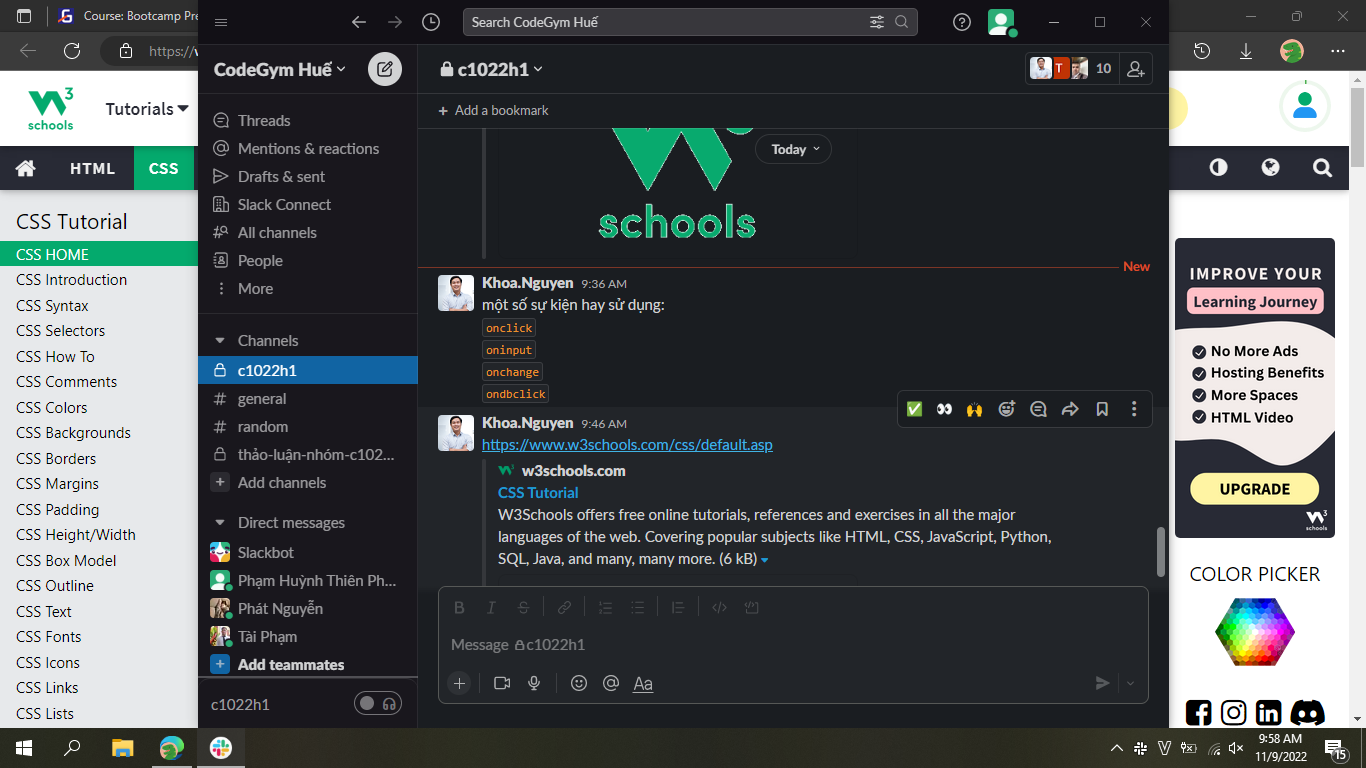 Course: Bootcamp Pre
https://w
3
schools
Tutorials
HTML
CSS
CSS Tutorial
CSS HOME
CSS Introduction
CSS Syntax
CSS Selectors
CSS How To
CSS Comments
CSS Colors
CSS Backgrounds
CSS Borders
CSS Margins
CSS Padding
CSS Height/Width
CSS Box Model
CSS Outline
CSS Text
CSS Fonts
CSS Icons
CSS Links
CSS Lists
Search CodeGym Huế
CodeGym Huế
Threads
Mentions & reactions
Drafts & sent
Slack Connect
All channels
People
More
Channels
c1022h1
general
random
thảo-luận-nhóm-c102...
Add channels
Direct messages
Slackbot
Phạm Huỳnh Thiên Ph...
Phát Nguyễn
Tài Phạm
Add teammates
c1022h1
c1022h1
T
10
+ Add a bookmark
3
schools
Today
New
Khoa.Nguyen 9:36 AM
một số sự kiện hay sử dụng:
onclick
oninput
onchange
ondbclick
Khoa.Nguyen 9:46 AM
https://www.w3schools.com/css/default.asp
w3schools.com
CSS Tutorial
W3Schools offers free online tutorials, references and exercises in all the major
languages of the web. Covering popular subjects like HTML, CSS, JavaScript, Python,
SQL, Java, and many, many more. (6 kB)
B I S
Message c1022h1
Aa
IMPROVE YOUR
Learning Journey
No More Ads
Hosting Benefits
More Spaces
HTML Video
UPGRADE
3
schools
COLOR PICKER
9:58 AM
11/9/2022
15